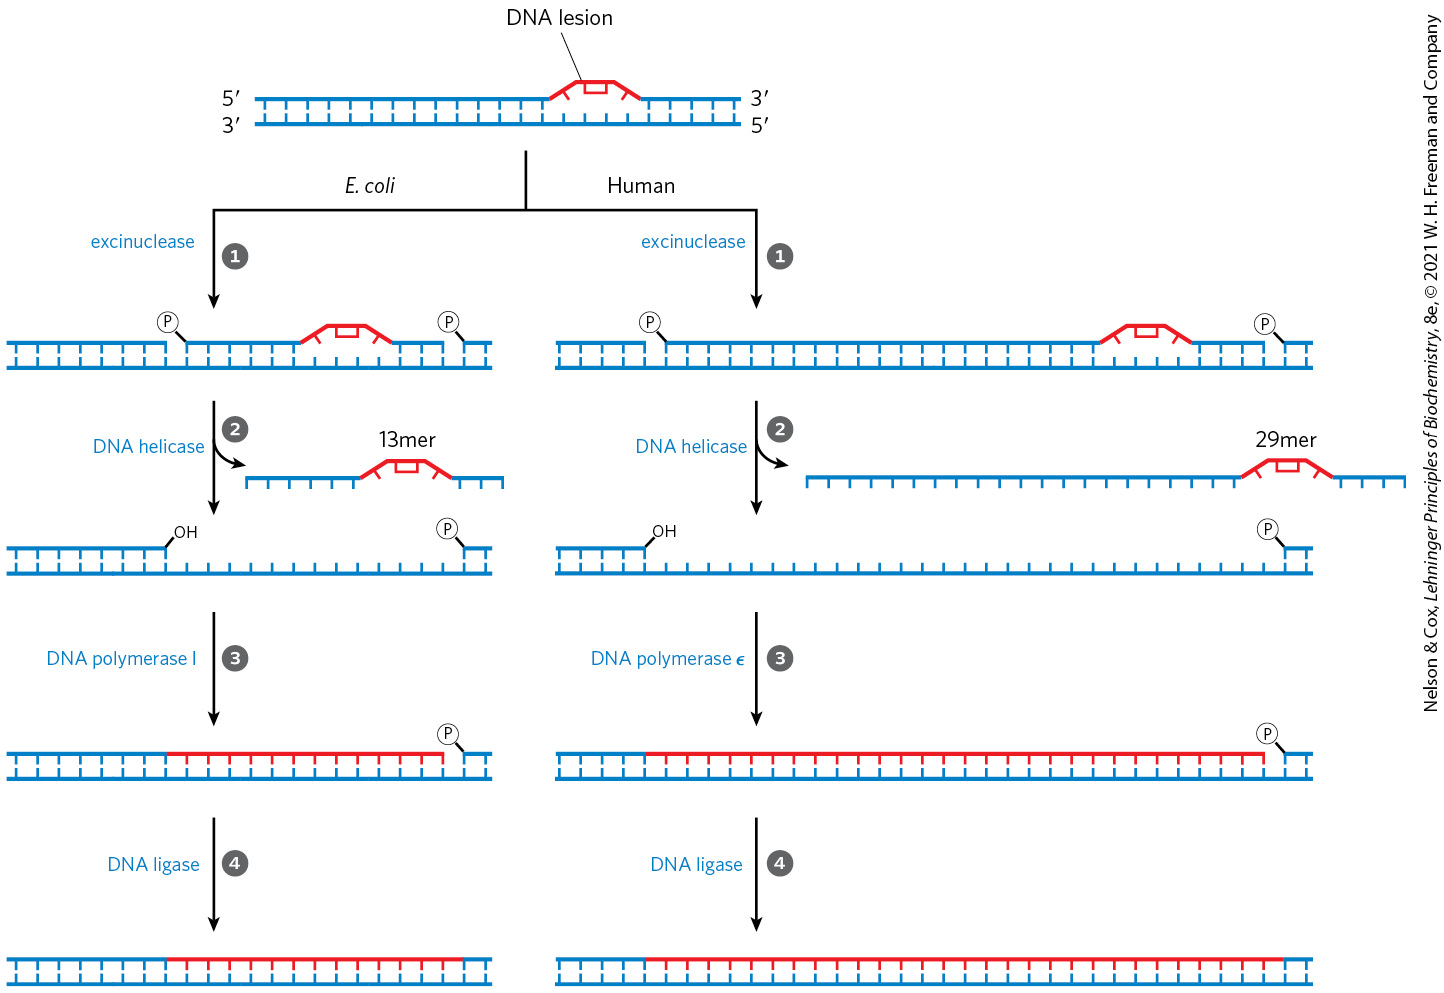 DNA lesion
5′ 3′
3′ 5′
E. coli Human
excinuclease 1 excinuclease 1
P P P P
DNA helicase 2 13mer DNA helicase 2 29mer
OH P OH P
DNA polymerase I 3 DNA polymerase ϵ 3
P P
DNA ligase 4 DNA ligase 4
Nelson & Cox, Lehninger Principles of Biochemistry, 8e, © 2021 W. H. Freeman and Company